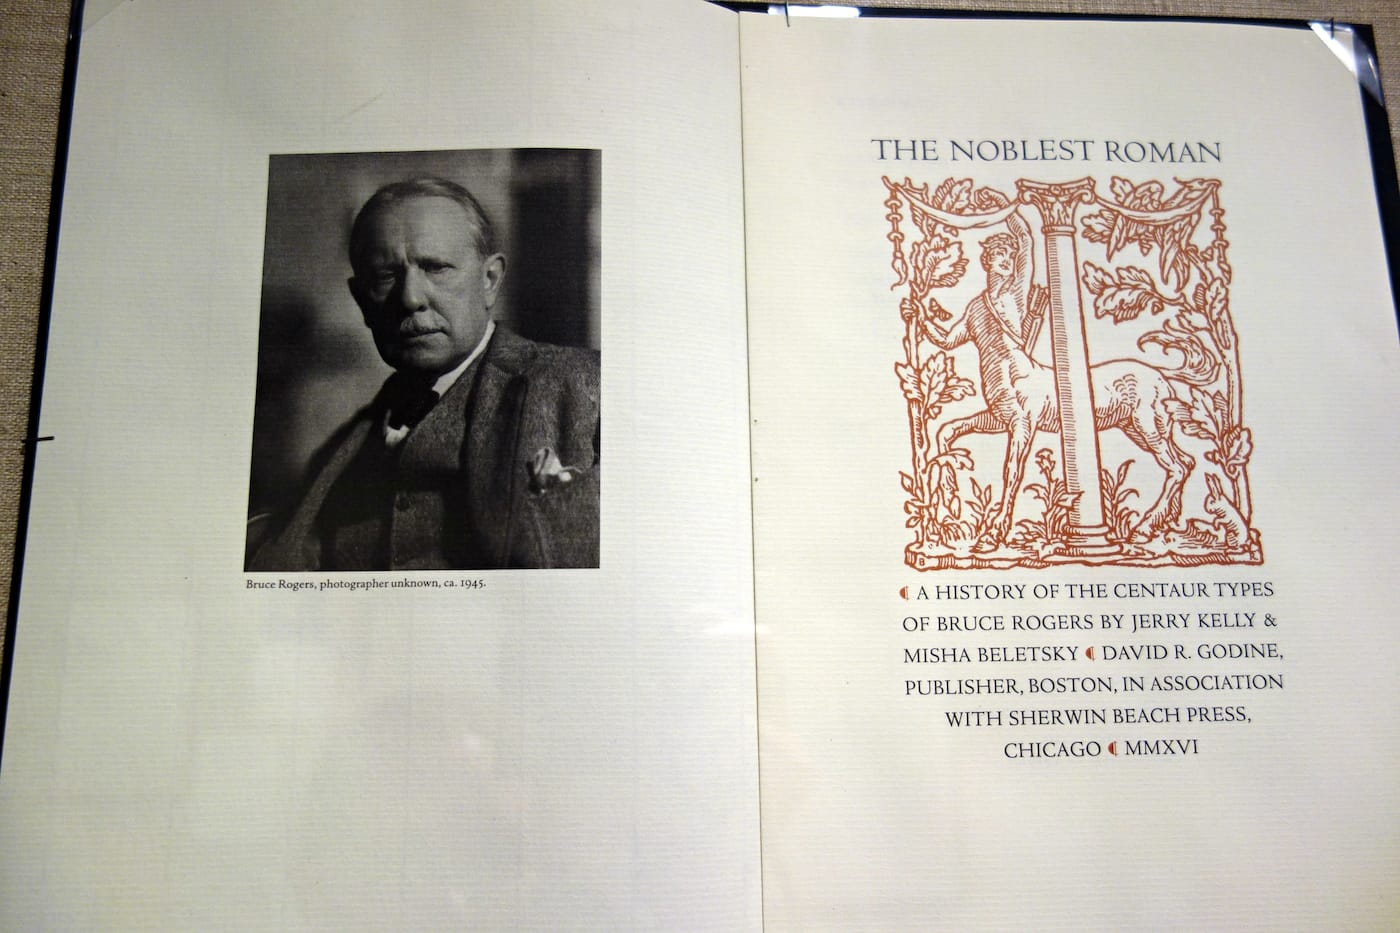 Bruce Rogers, photographer unknown, ca. 1945.
THE NOBLEST ROMAN
B R
⸿ A HISTORY OF THE CENTAUR TYPES
OF BRUCE ROGERS BY JERRY KELLY &
MISHA BELETSKY ⸿ DAVID R. GODINE,
PUBLISHER, BOSTON, IN ASSOCIATION
WITH SHERWIN BEACH PRESS,
CHICAGO ⸿ MMXVI